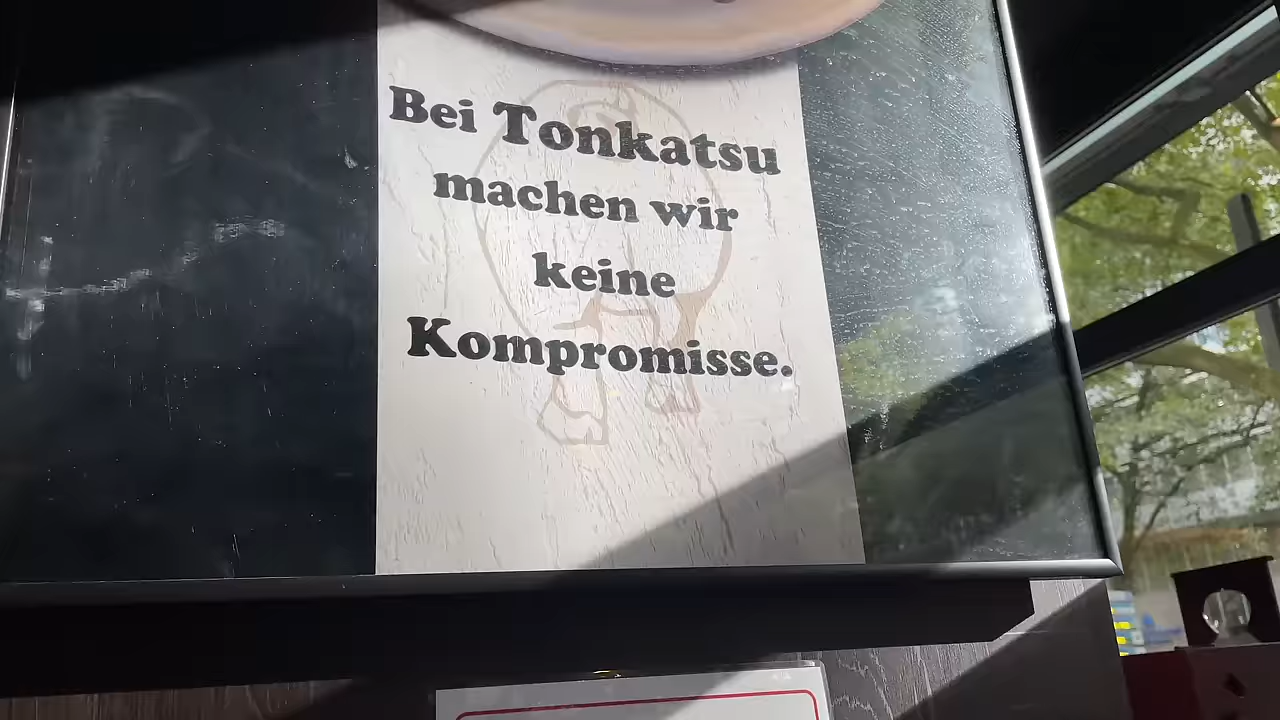 Bei Tonkatsu
machen wir
keine
Kompromisse.